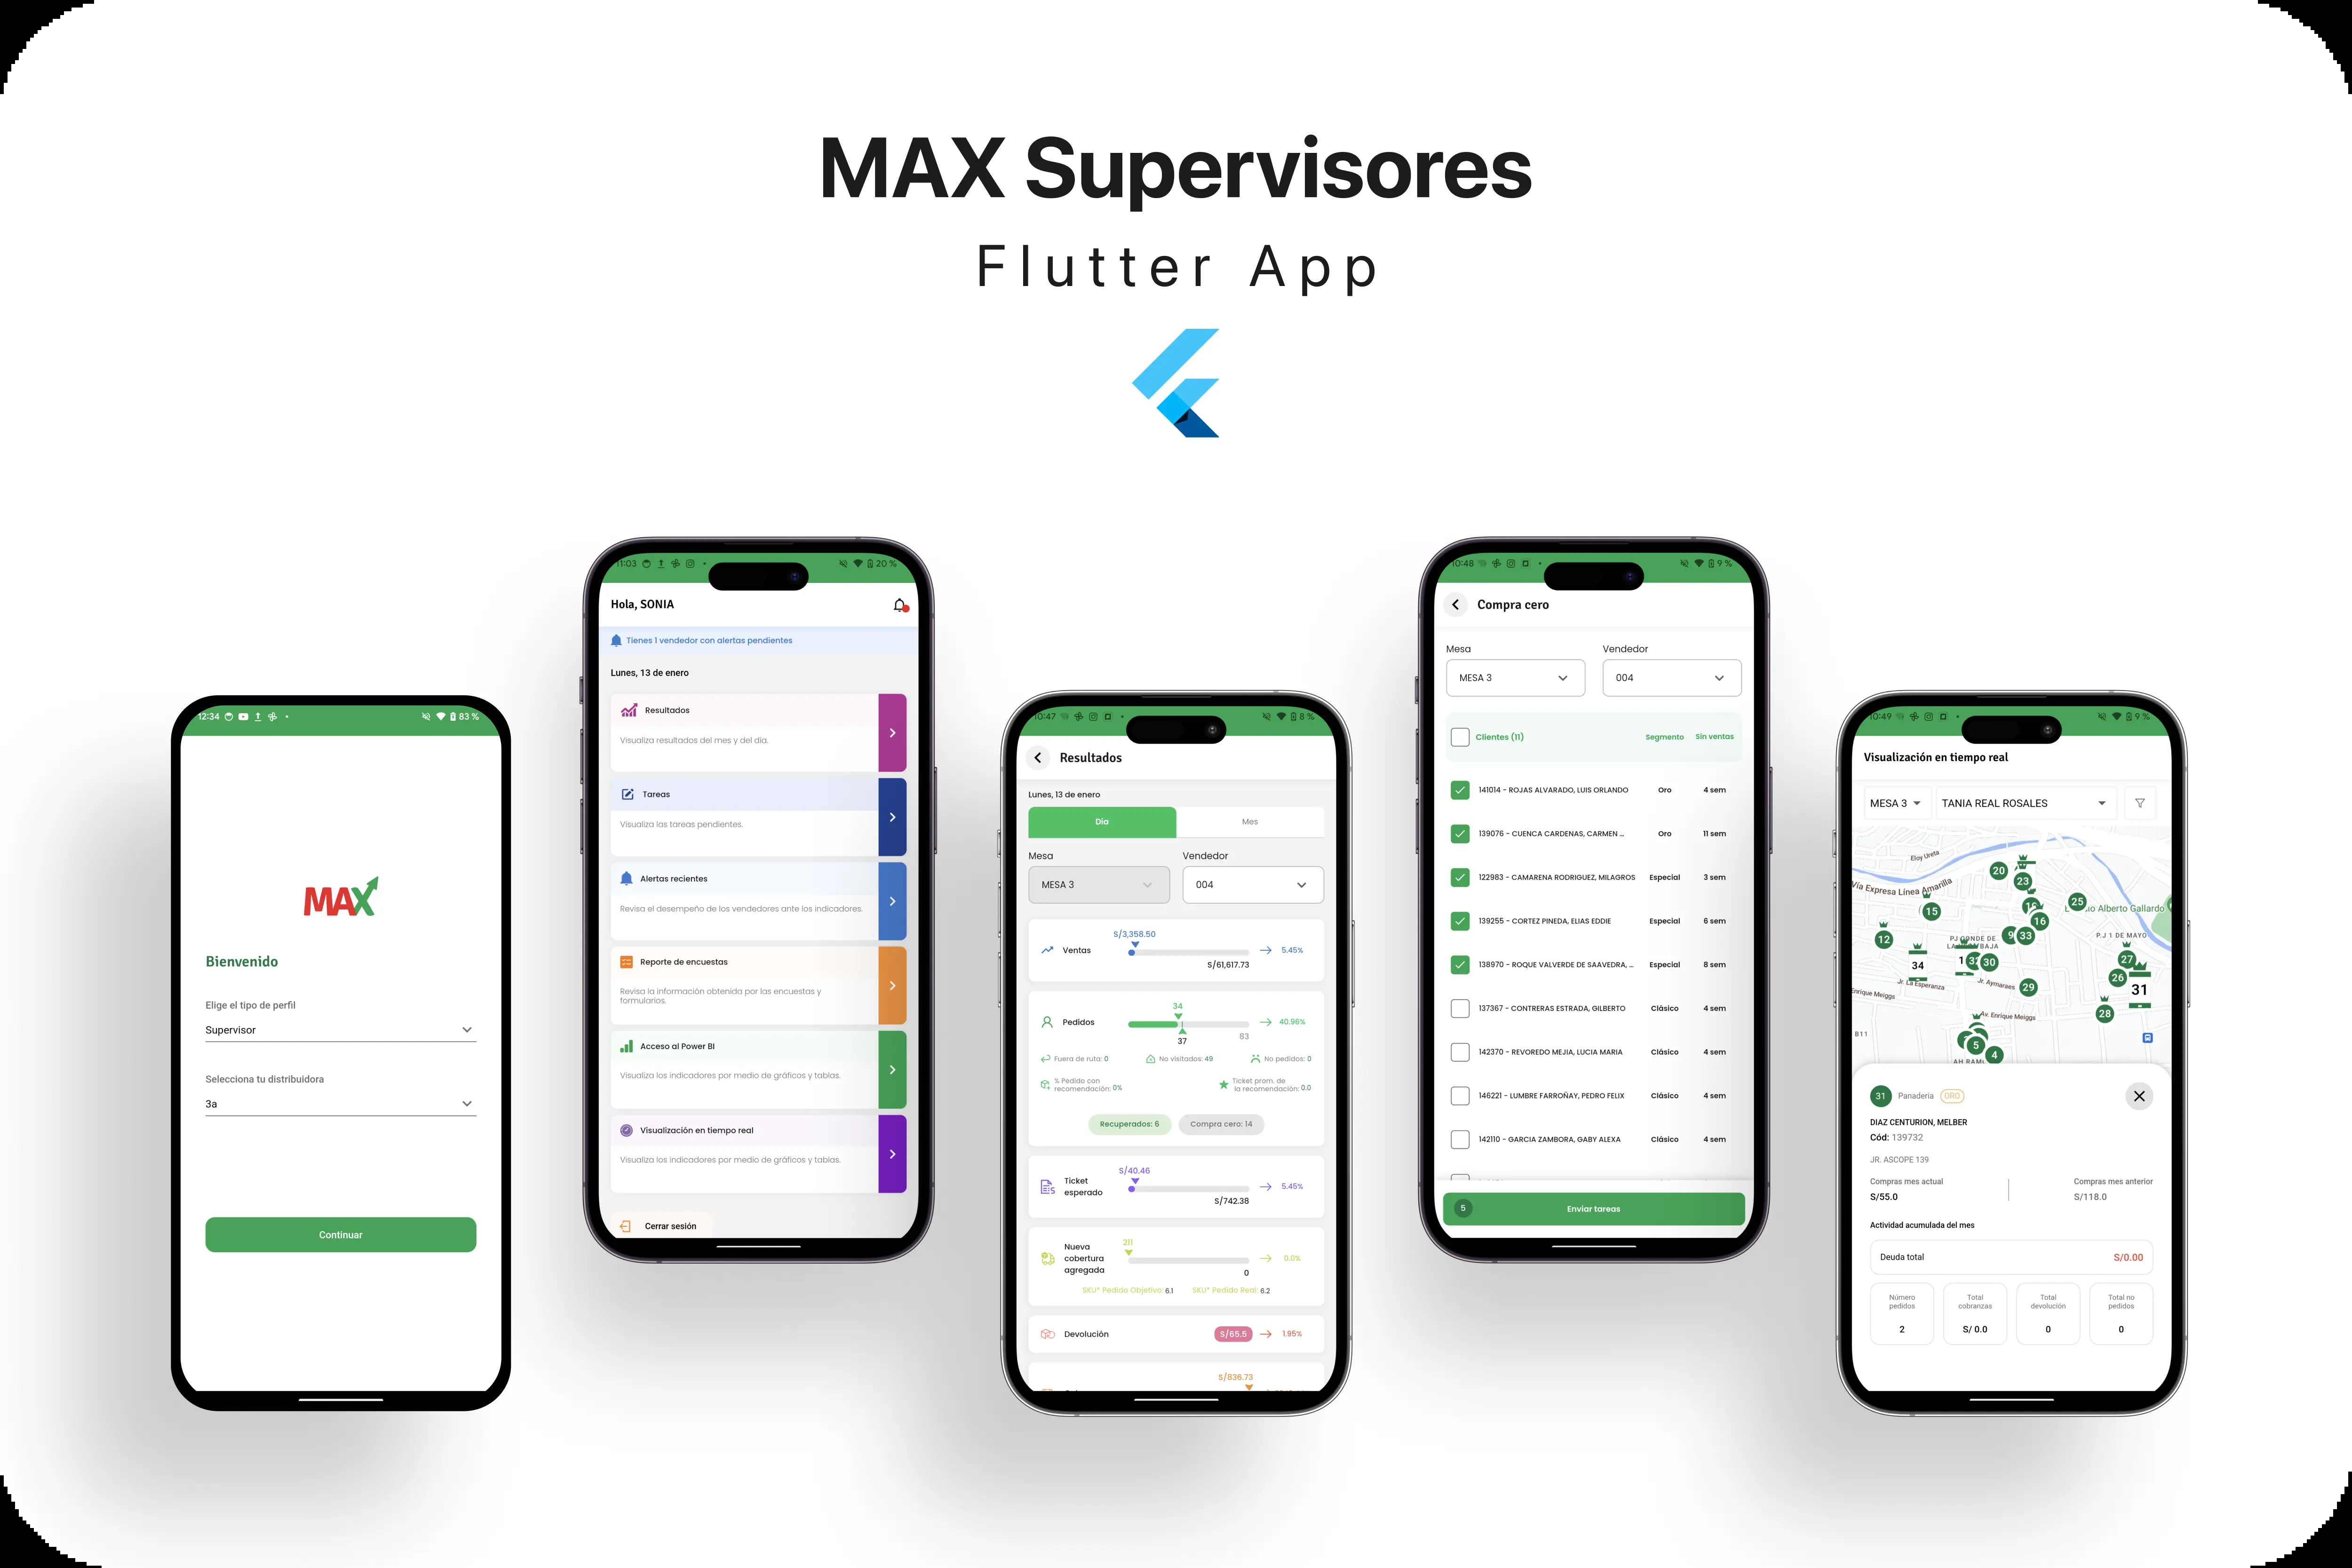 MAX Supervisores
Flutter App
12:34
83 %
MAX
Bienvenido
Elige el tipo de perfil
Supervisor
Selecciona tu distribuidora
3a
Continuar
11:03
20 %
Hola, SONIA
Tienes 1 vendedor con alertas pendientes
Lunes, 13 de enero
Resultados
Visualiza resultados del mes y del día.
Tareas
Visualiza las tareas pendientes.
Alertas recientes
Revisa el desempeño de los vendedores ante los indicadores.
Reporte de encuestas
Revisa la información obtenida por las encuestas y
formularios.
Acceso al Power BI
Visualiza los indicadores por medio de gráficos y tablas.
Visualización en tiempo real
Visualiza los indicadores por medio de gráficos y tablas.
Cerrar sesión
10:47
8 %
Resultados
Lunes, 13 de enero
Día
Mes
Mesa
Vendedor
MESA 3
004
S/3,358.50
Ventas
5.45%
S/61,617.73
34
Pedidos
40.96%
37
83
Fuera de ruta: 0
No visitados: 49
No pedidos: 0
% Pedido con
recomendación: 0%
Ticket prom. de
la recomendación: 0.0
Recuperados: 6
Compra cero: 14
S/40.46
Ticket
esperado
5.45%
S/742.38
211
Nueva
cobertura
agregada
0.0%
0
SKU* Pedido Objetivo: 6.1
SKU* Pedido Real: 6.2
Devolución
S/65.5
1.95%
S/836.73
10:48
9 %
Compra cero
Mesa
Vendedor
MESA 3
004
Clientes (11)
Segmento
Sin ventas
141014 - ROJAS ALVARADO, LUIS ORLANDO Oro 4 sem
139076 - CUENCA CARDENAS, CARMEN ... Oro 11 sem
122983 - CAMARENA RODRIGUEZ, MILAGROS Especial 3 sem
139255 - CORTEZ PINEDA, ELIAS EDDIE Especial 6 sem
138970 - ROQUE VALVERDE DE SAAVEDRA, ... Especial 8 sem
137367 - CONTRERAS ESTRADA, GILBERTO Clásico 4 sem
142370 - REVOREDO MEJIA, LUCIA MARIA Clásico 4 sem
146221 - LUMBRE FARROÑAY, PEDRO FELIX Clásico 4 sem
142110 - GARCIA ZAMBORA, GABY ALEXA Clásico 4 sem
5
Enviar tareas
10:49
9 %
Visualización en tiempo real
MESA 3
TANIA REAL ROSALES
Eloy Ureta
Vía Expresa Línea Amarilla
20
23
25
15
16
Alberto Gallardo
12
9
33
P.J 1 DE MAYO
34
30
27
26
31
Jr. La Esperanza
Jr. Aymaraes
29
Enrique Meiggs
28
Av. Enrique Meiggs
B11
5
4
31
Panaderia
ORO
DIAZ CENTURION, MELBER
Cód: 139732
JR. ASCOPE 139
Compras mes actual
Compras mes anterior
S/55.0
S/118.0
Actividad acumulada del mes
Deuda total
S/0.00
Número
pedidos
2
Total
cobranzas
S/ 0.0
Total
devolución
0
Total no
pedidos
0